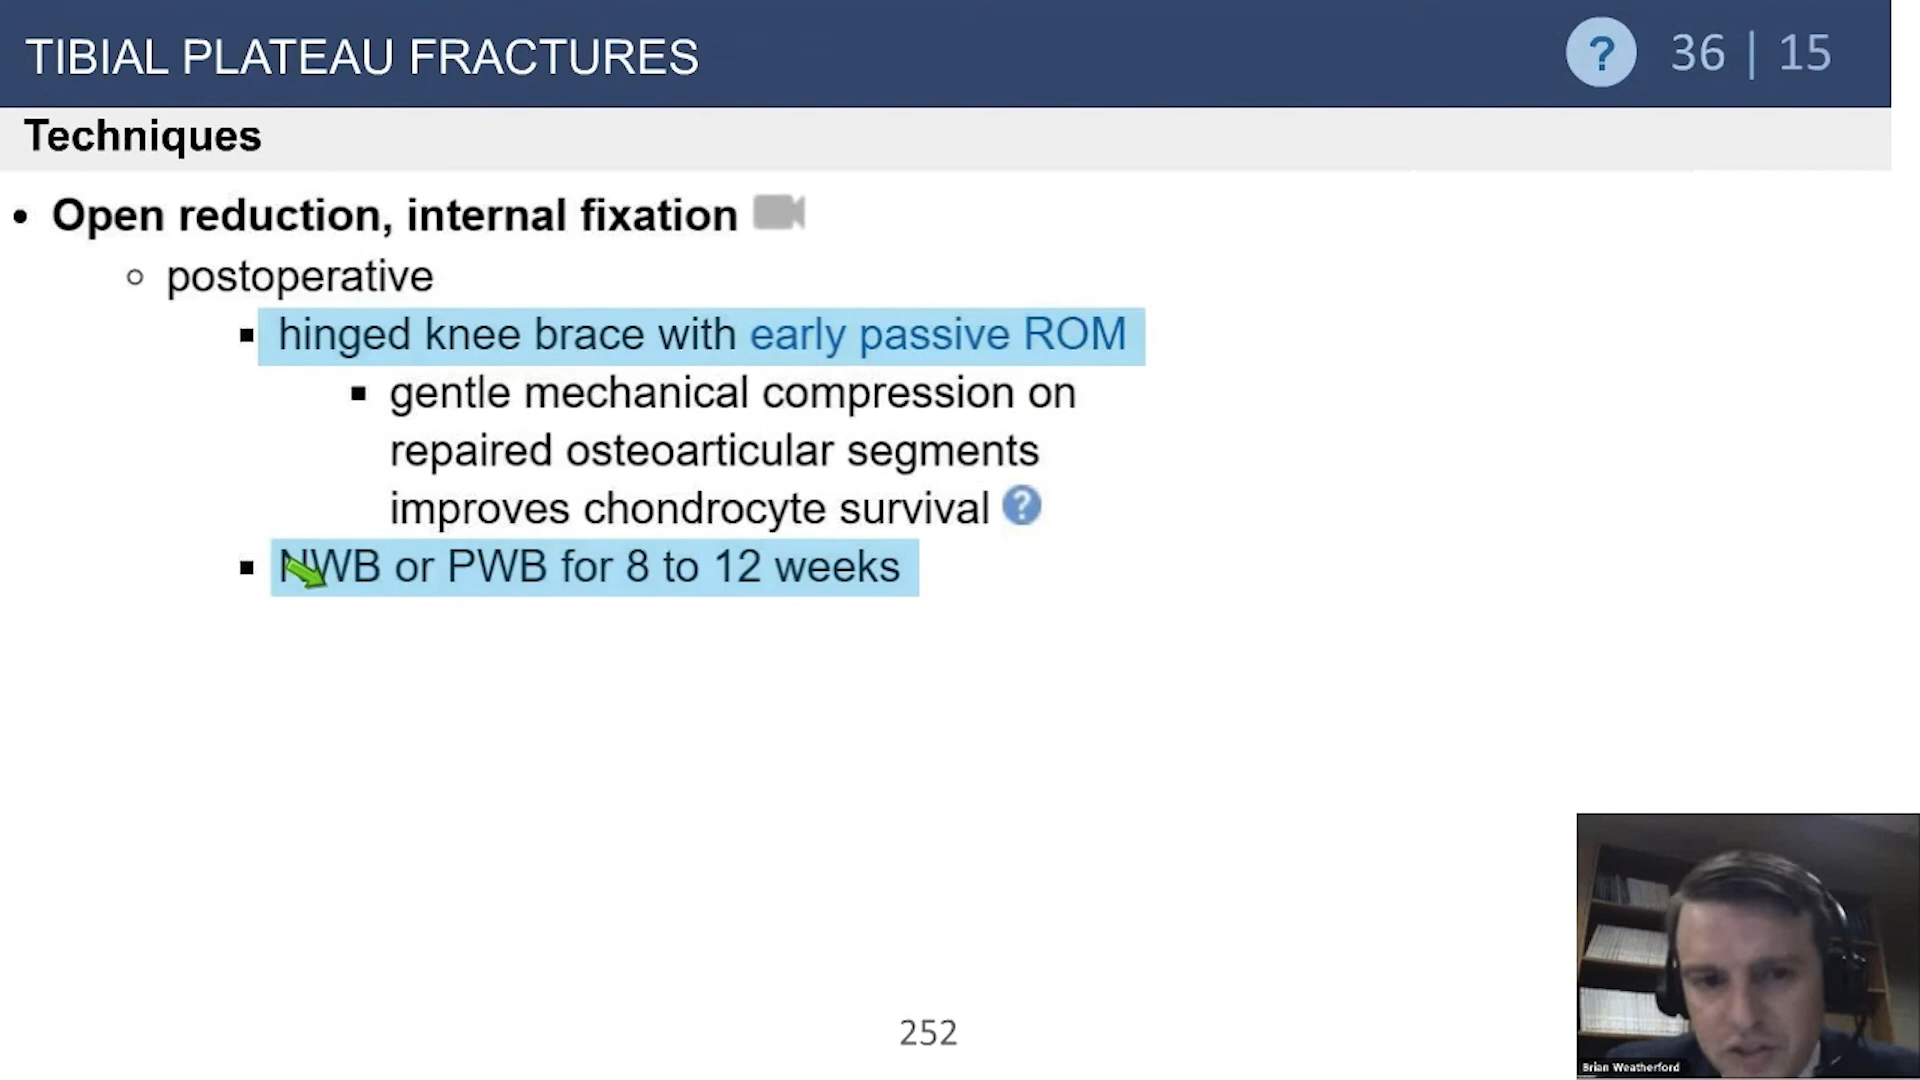 TIBIAL PLATEAU FRACTURES
? 36 | 15
Techniques
• Open reduction, internal fixation
○ postoperative
▪ hinged knee brace with early passive ROM
▪ gentle mechanical compression on
repaired osteoarticular segments
improves chondrocyte survival ?
▪ NWB or PWB for 8 to 12 weeks
252
Brian Weatherford